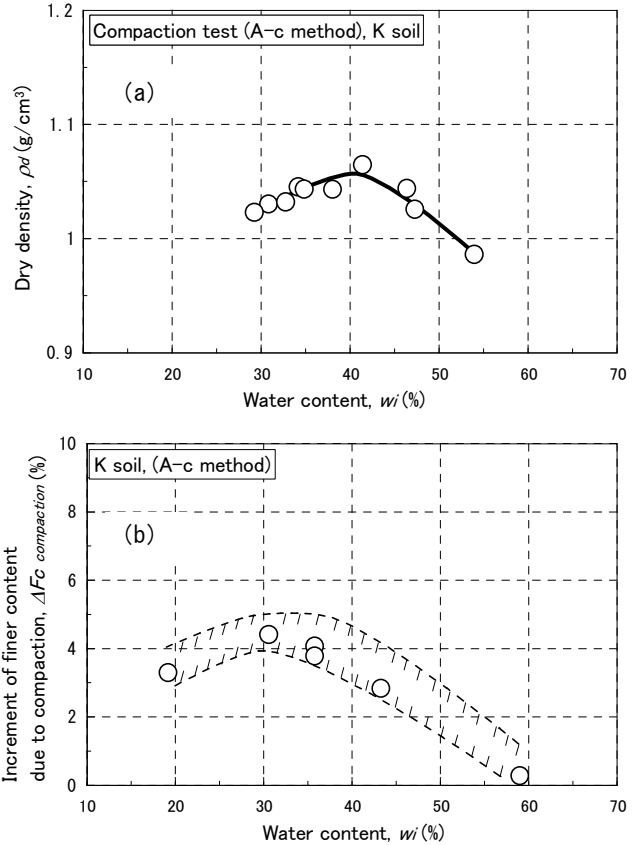 Compaction test (A-c method), K soil
(a)
Dry density, ρd (g/cm³)
1.2
1.1
1
0.9
10 20 30 40 50 60 70
Water content, wi (%)
K soil, (A-c method)
(b)
Increment of finer content
due to compaction, ΔFc compaction (%)
10
8
6
4
2
0
10 20 30 40 50 60 70
Water content, wi (%)